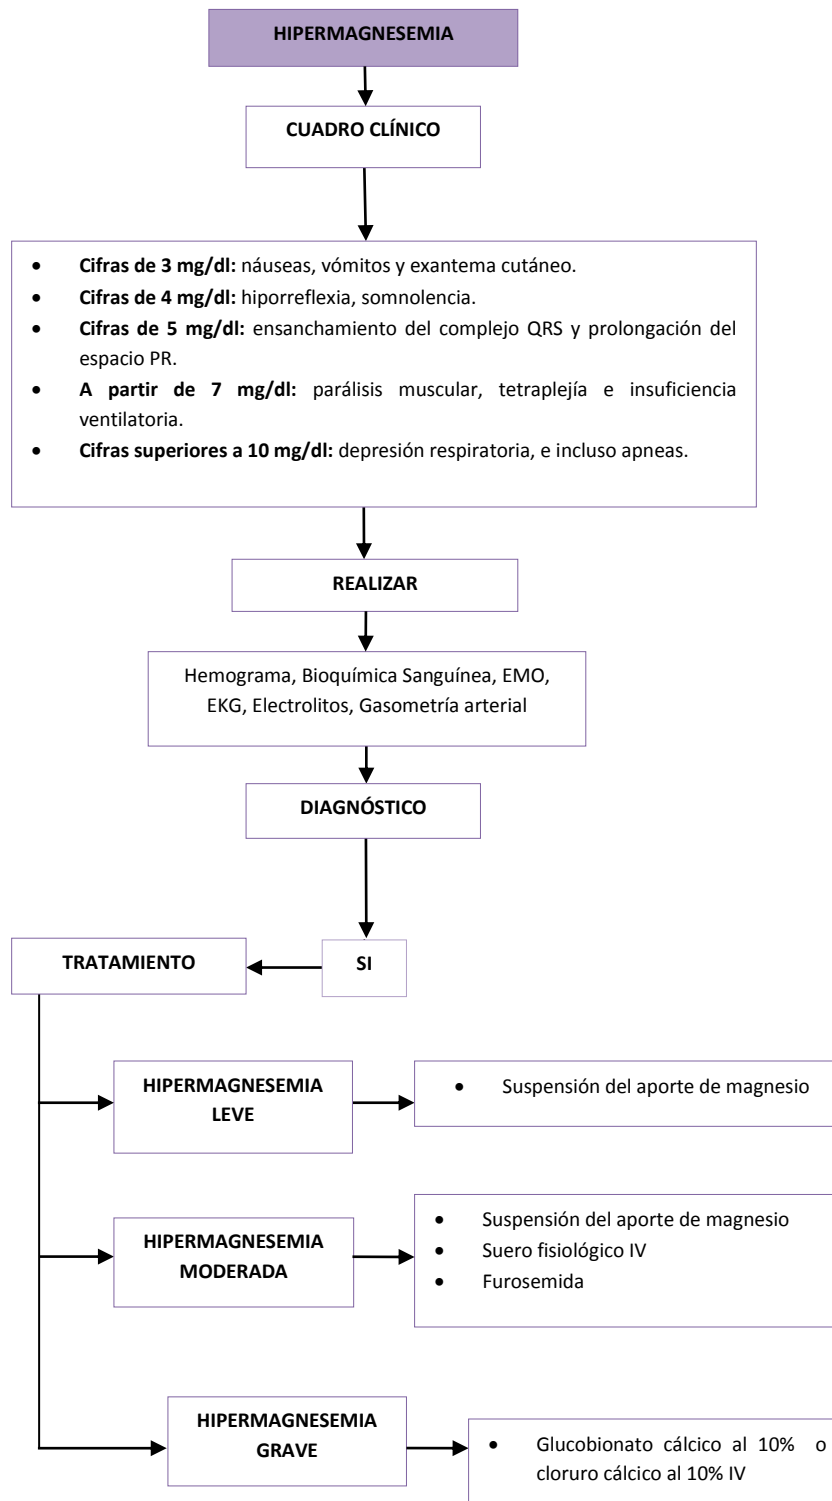 HIPERMAGNESEMIA
CUADRO CLÍNICO
• Cifras de 3 mg/dl: náuseas, vómitos y exantema cutáneo.
• Cifras de 4 mg/dl: hiporreflexia, somnolencia.
• Cifras de 5 mg/dl: ensanchamiento del complejo QRS y prolongación del
espacio PR.
• A partir de 7 mg/dl: parálisis muscular, tetraplejía e insuficiencia
ventilatoria.
• Cifras superiores a 10 mg/dl: depresión respiratoria, e incluso apneas.
REALIZAR
Hemograma, Bioquímica Sanguínea, EMO,
EKG, Electrolitos, Gasometría arterial
DIAGNÓSTICO
SI
TRATAMIENTO
HIPERMAGNESEMIA
LEVE
• Suspensión del aporte de magnesio
HIPERMAGNESEMIA
MODERADA
• Suspensión del aporte de magnesio
• Suero fisiológico IV
• Furosemida
HIPERMAGNESEMIA
GRAVE
• Glucobionato cálcico al 10% o
cloruro cálcico al 10% IV